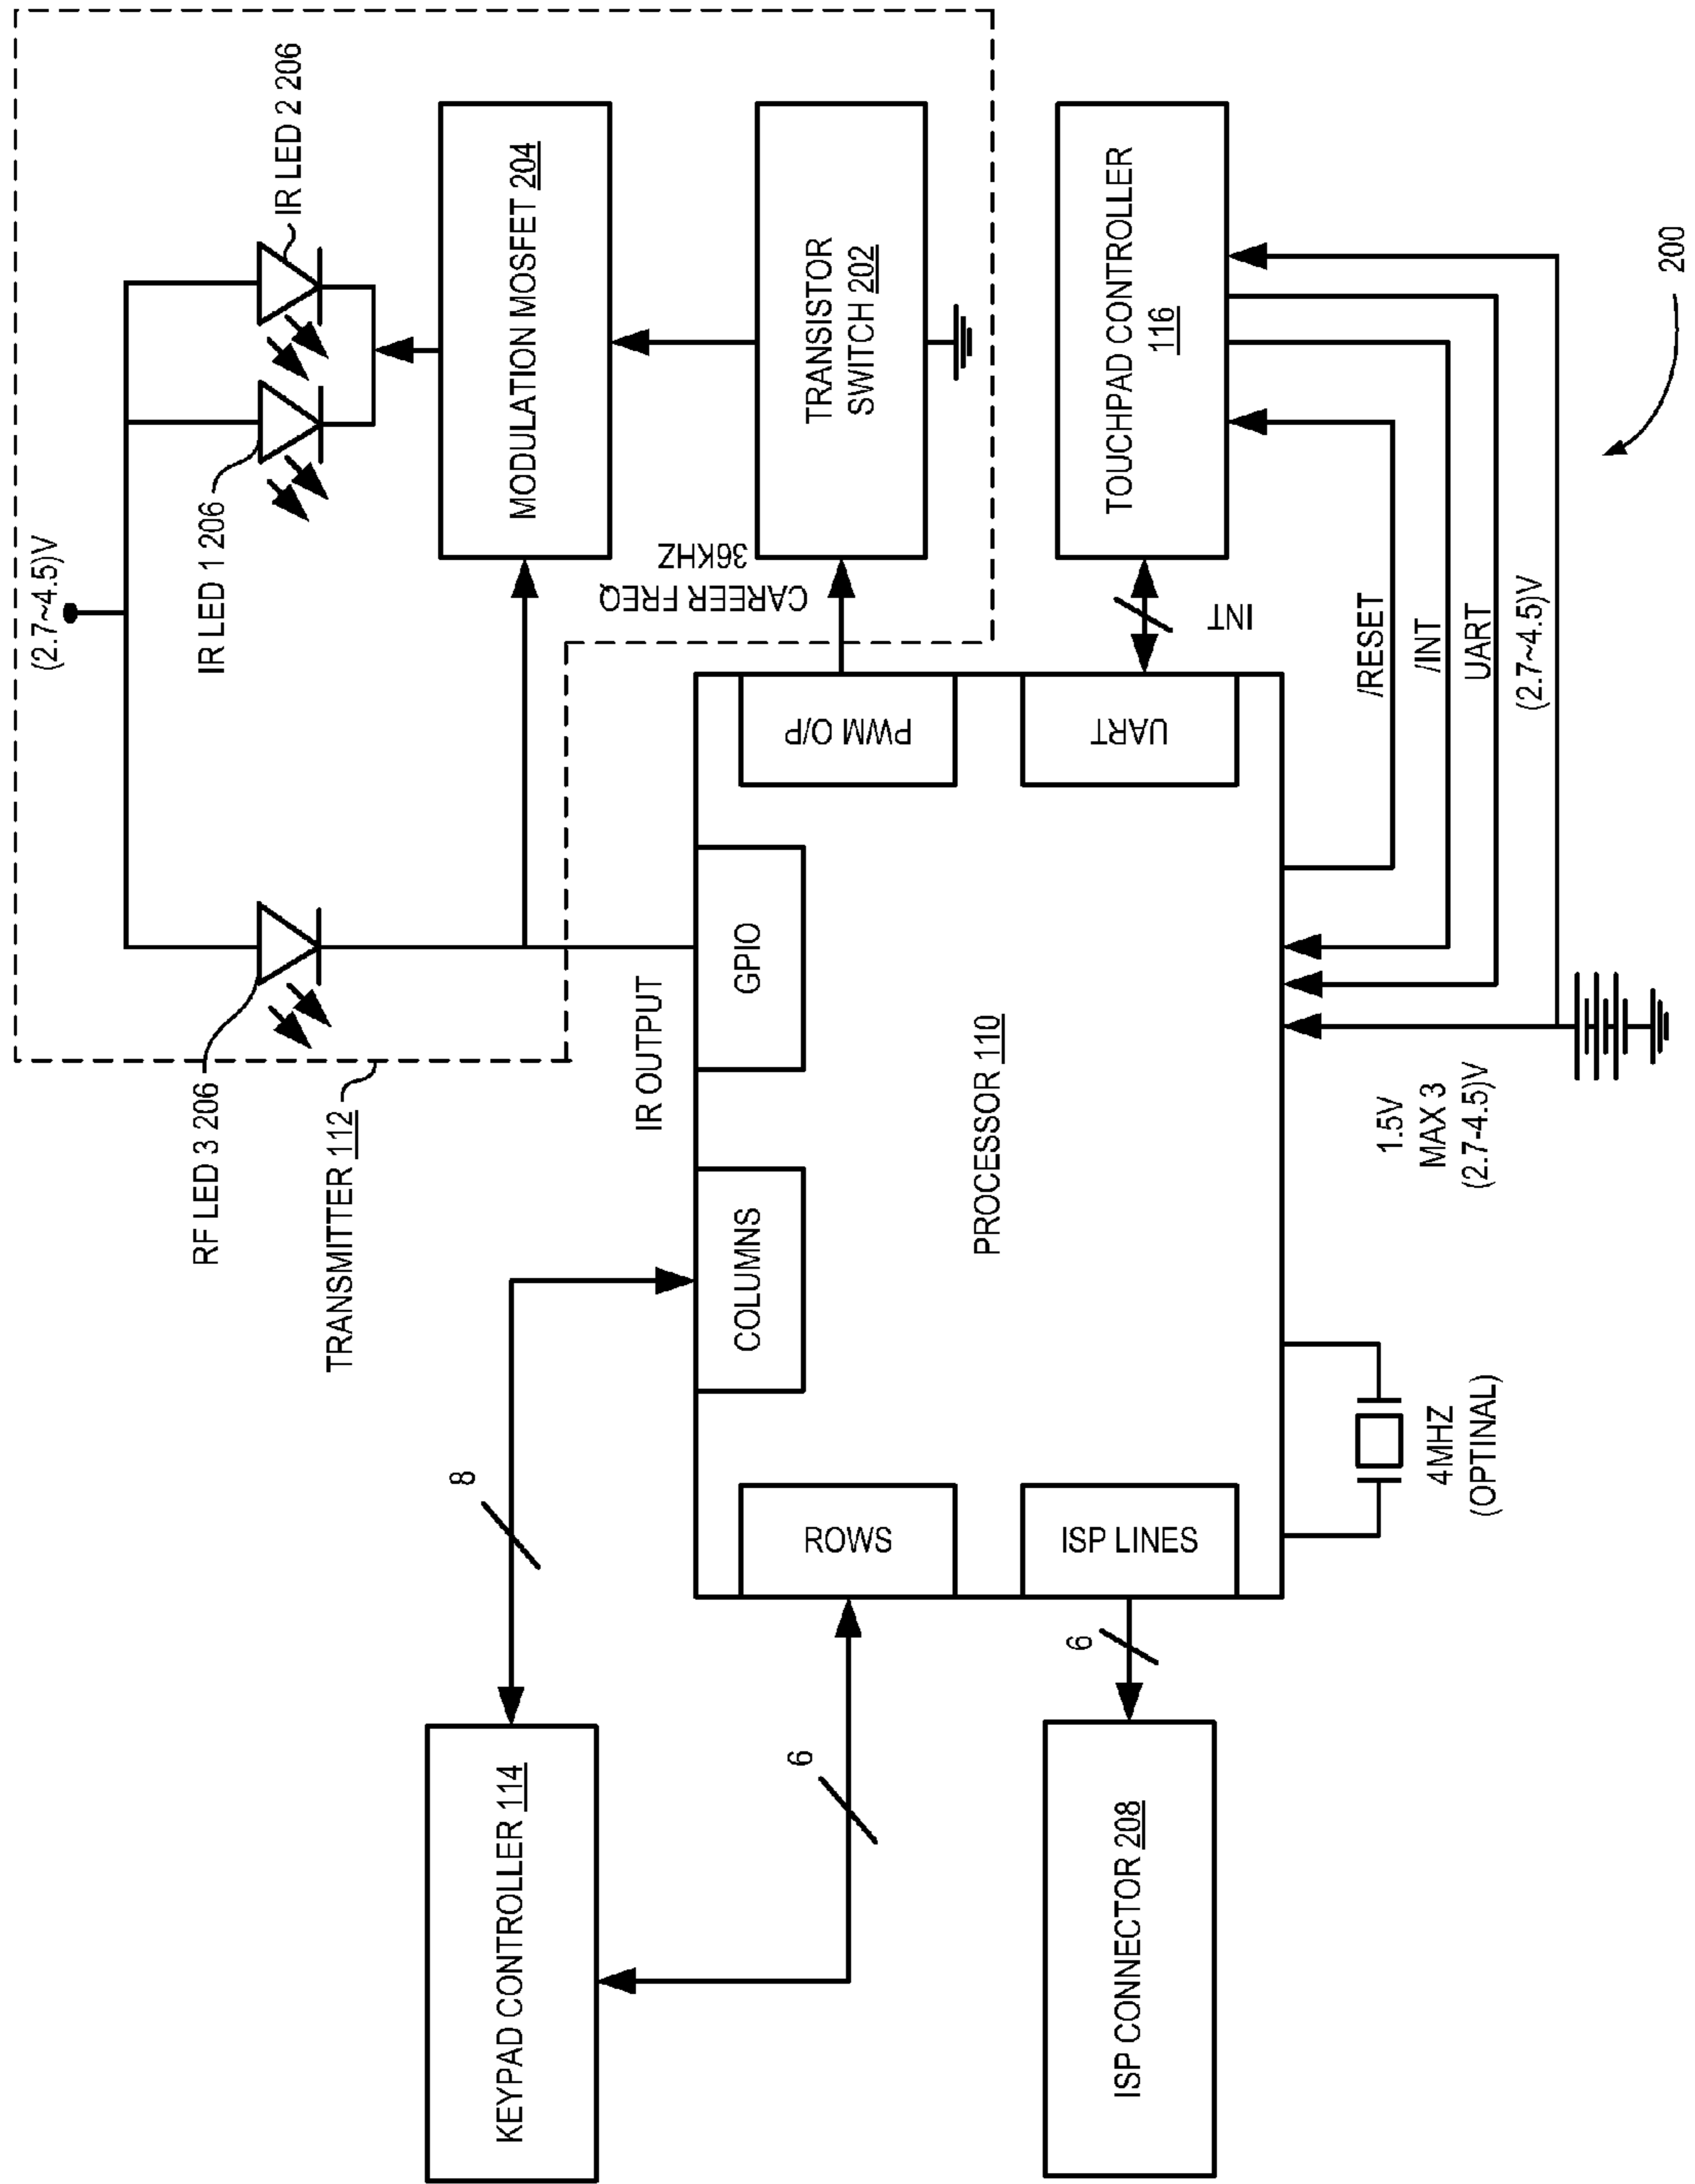 (2.7~4.5)V
RF LED 3 206
IR LED 1 206
IR LED 2 206
TRANSMITTER 112
MODULATION MOSFET 204
KEYPAD CONTROLLER 114
8
IR OUTPUT
CAREER FREQ
36KHZ
TRANSISTOR
SWITCH 202
6
ROWS
COLUMNS
GPIO
PWM O/P
PROCESSOR 110
ISP CONNECTOR 208
6
ISP LINES
UART
INT
TOUCHPAD CONTROLLER
116
4MHZ
(OPTINAL)
1.5V
MAX 3
(2.7-4.5)V
/RESET
/INT
UART
(2.7~4.5)V
200